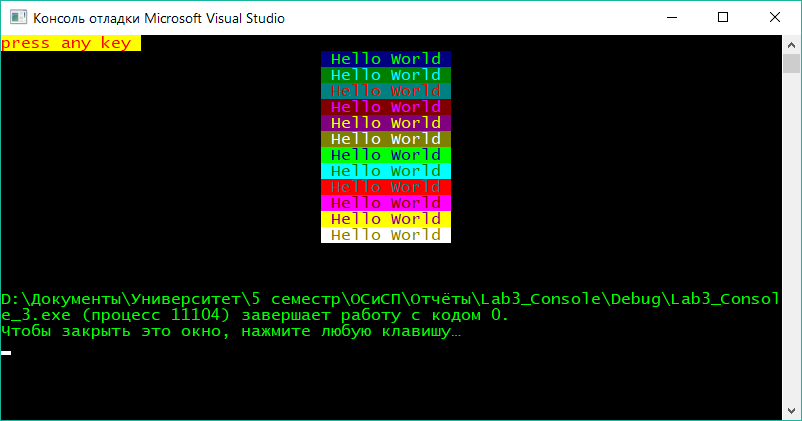 Консоль отладки Microsoft Visual Studio
press any key
Hello World
Hello World
Hello World
Hello World
Hello World
Hello World
Hello World
Hello World
Hello World
Hello World
Hello World
Hello World
D:\Документы\Университет\5 семестр\ОСиСП\Отчёты\Lab3_Console\Debug\Lab3_Consol
e_3.exe (процесс 11104) завершает работу с кодом 0.
Чтобы закрыть это окно, нажмите любую клавишу…